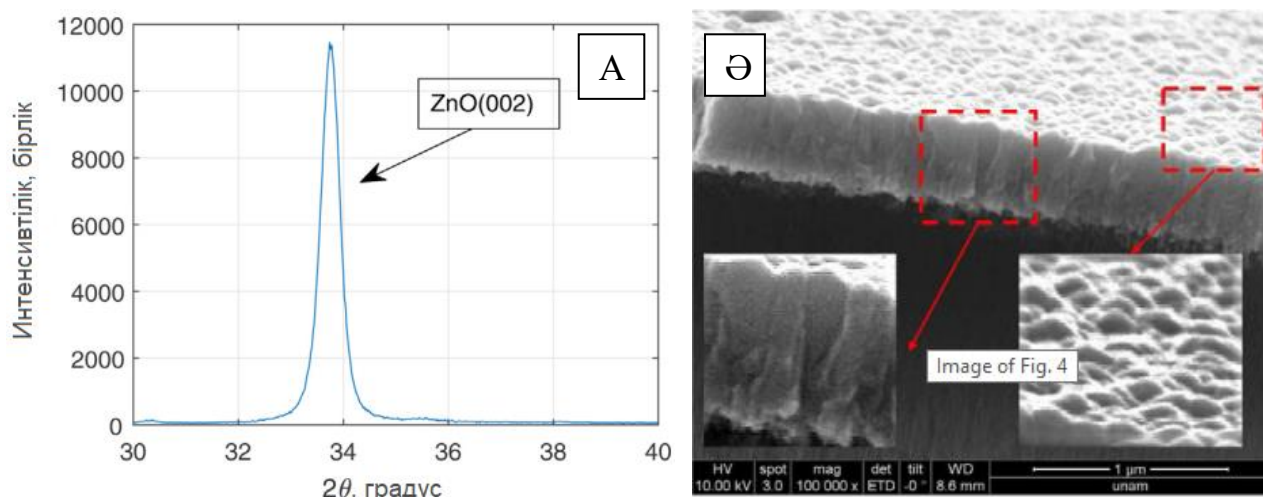 12000
10000
8000
6000
4000
2000
0
30
32
34
36
38
40
Интенсивтілік, бірлік
2θ, градус
ZnO(002)
А
Ə
Image of Fig. 4
HV spot mag det tilt WD
10.00 kV 3.0 100 000 x ETD -0° 8.6 mm
1 µm
unam